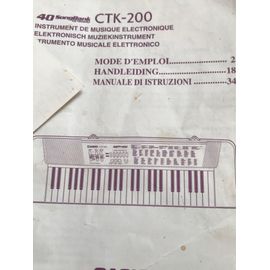 40 SongBank CTK-200
INSTRUMENT DE MUSIQUE ELECTRONIQUE
ELEKTRONISCH MUZIEKINSTRUMENT
TRUMENTO MUSICALE ELETTRONICO
MODE D'EMPLOI.................... 2
HANDLEIDING..................... 18
MANUALE DI ISTRUZIONI ......... 34
CASIO